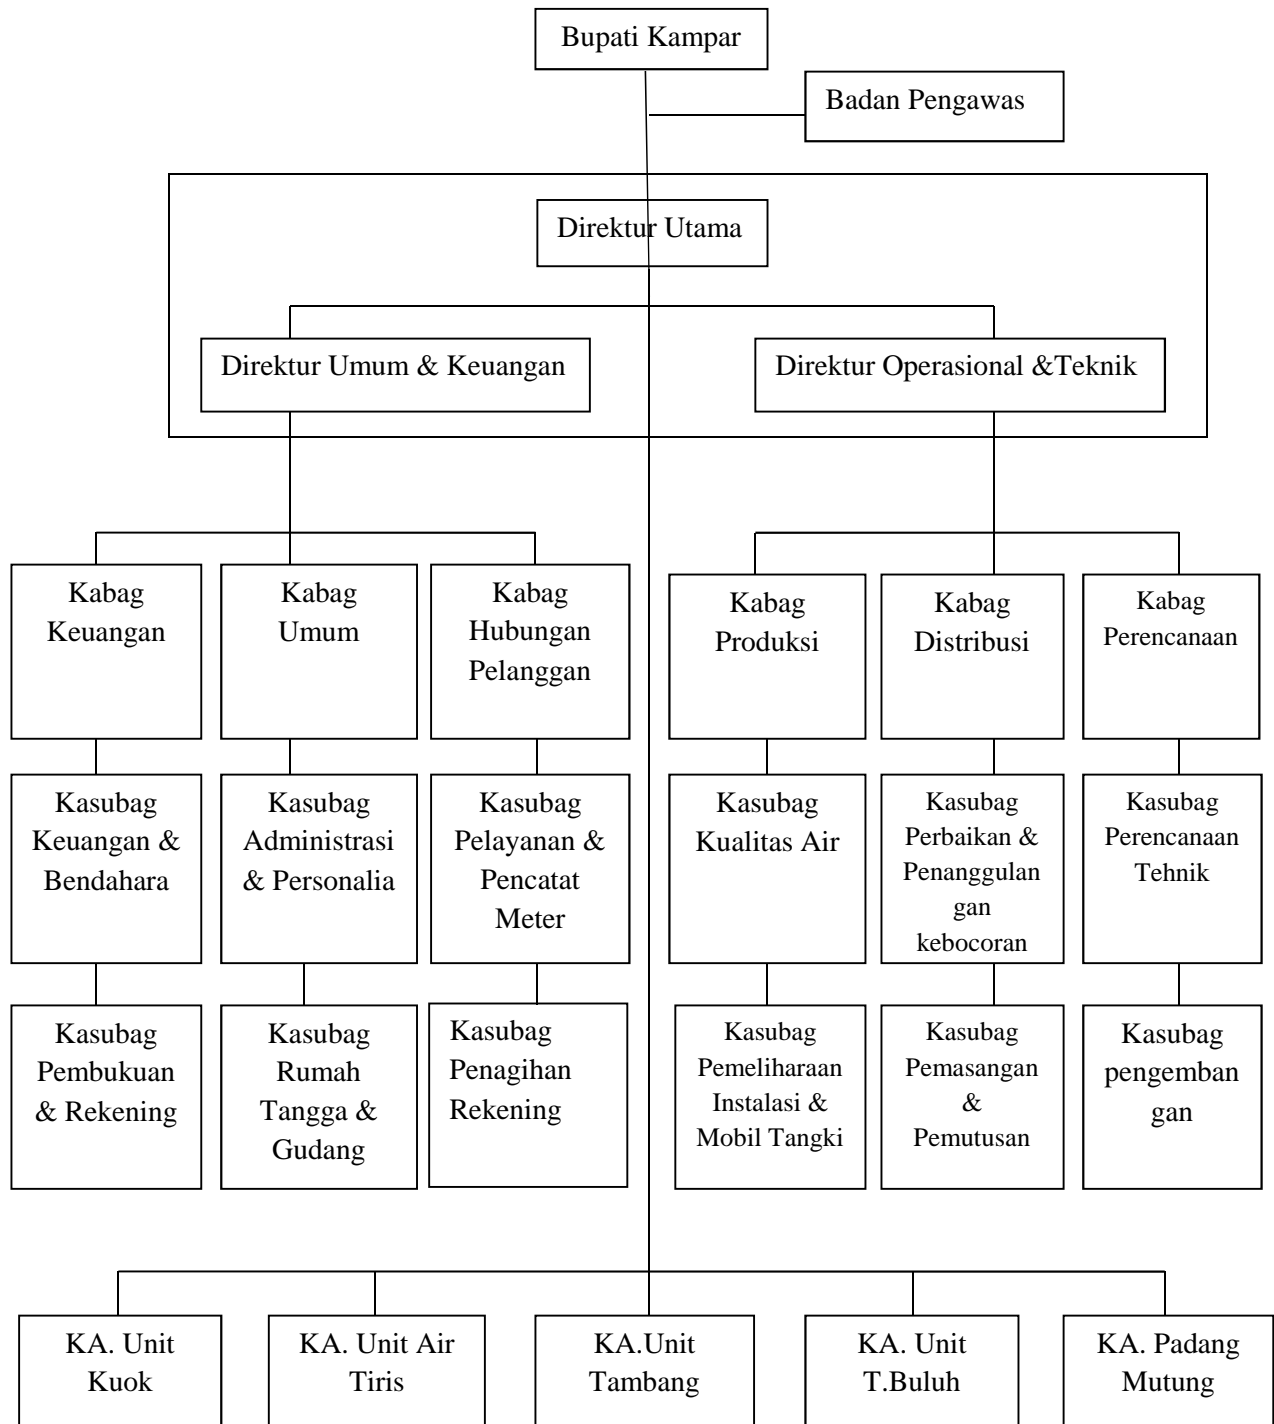 Bupati Kampar
Badan Pengawas
Direktur Utama
Direktur Umum & Keuangan
Direktur Operasional &Teknik
Kabag
Keuangan
Kabag
Umum
Kabag
Hubungan
Pelanggan
Kabag
Produksi
Kabag
Distribusi
Kabag
Perencanaan
Kasubag
Keuangan &
Bendahara
Kasubag
Administrasi
& Personalia
Kasubag
Pelayanan &
Pencatat
Meter
Kasubag
Kualitas Air
Kasubag
Perbaikan &
Penanggulan
gan
kebocoran
Kasubag
Perencanaan
Tehnik
Kasubag
Pembukuan
& Rekening
Kasubag
Rumah
Tangga &
Gudang
Kasubag
Penagihan
Rekening
Kasubag
Pemeliharaan
Instalasi &
Mobil Tangki
Kasubag
Pemasangan
&
Pemutusan
Kasubag
pengemban
gan
KA. Unit
Kuok
KA. Unit Air
Tiris
KA.Unit
Tambang
KA. Unit
T.Buluh
KA. Padang
Mutung